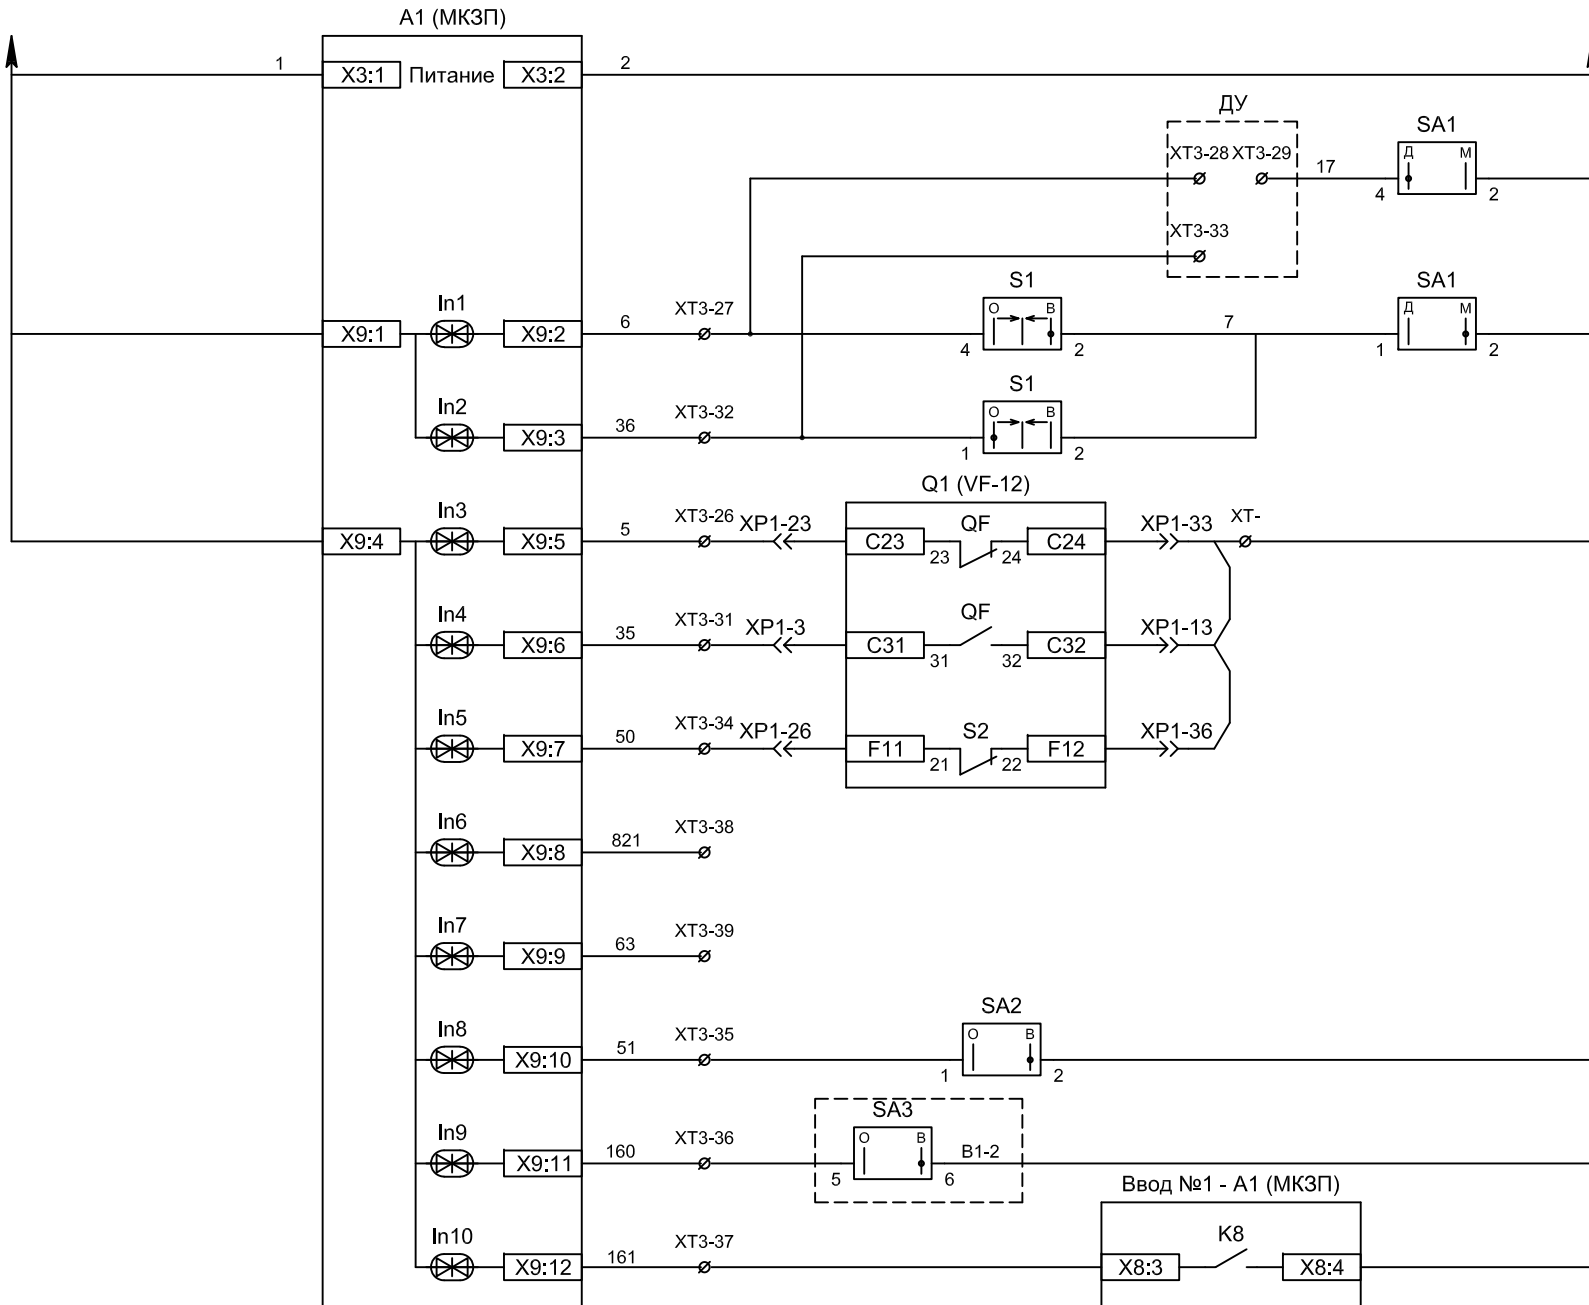 А1 (МКЗП)
1 X3:1 Питание X3:2 2
ДУ
SA1
XT3-28 XT3-29 17 Д М
4 2
XT3-33
In1 S1 SA1
XT3-27
X9:1 X9:2 6 О В 7 Д М
4 2 1 2
In2 S1
XT3-32
X9:3 36 О В
1 2
Q1 (VF-12)
In3 XT3-26 XP1-23 QF XP1-33 XT-
X9:4 X9:5 5 C23 23 24 C24
In4 XT3-31 XP1-3 QF XP1-13
X9:6 35 C31 31 32 C32
In5 XT3-34 XP1-26 S2 XP1-36
X9:7 50 F11 21 22 F12
In6 XT3-38
X9:8 821
In7 XT3-39
X9:9 63
In8 XT3-35 SA2
X9:10 51 О В
1 2
In9 XT3-36 SA3
X9:11 160 О В B1-2
5 6
Ввод №1 - А1 (МКЗП)
In10 XT3-37 K8
X9:12 161 X8:3 X8:4